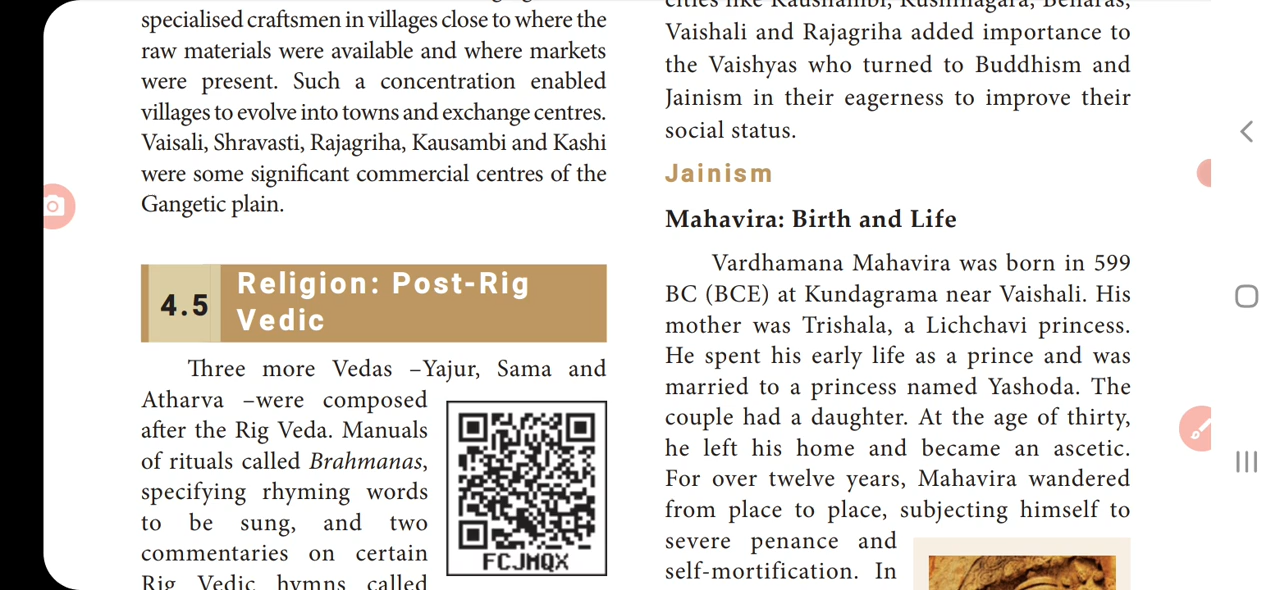 specialised craftsmen in villages close to where the
raw materials were available and where markets
were present. Such a concentration enabled
villages to evolve into towns and exchange centres.
Vaisali, Shravasti, Rajagriha, Kausambi and Kashi
were some significant commercial centres of the
Gangetic plain.
4.5 Religion: Post-Rig
Vedic
Three more Vedas –Yajur, Sama and
Atharva –were composed
after the Rig Veda. Manuals
of rituals called Brahmanas,
specifying rhyming words
to be sung, and two
commentaries on certain
Rig Vedic hymns called
FCJMQX
cities like Kaushambi, Kushinagara, Benaras,
Vaishali and Rajagriha added importance to
the Vaishyas who turned to Buddhism and
Jainism in their eagerness to improve their
social status.
Jainism
Mahavira: Birth and Life
Vardhamana Mahavira was born in 599
BC (BCE) at Kundagrama near Vaishali. His
mother was Trishala, a Lichchavi princess.
He spent his early life as a prince and was
married to a princess named Yashoda. The
couple had a daughter. At the age of thirty,
he left his home and became an ascetic.
For over twelve years, Mahavira wandered
from place to place, subjecting himself to
severe penance and
self-mortification. In